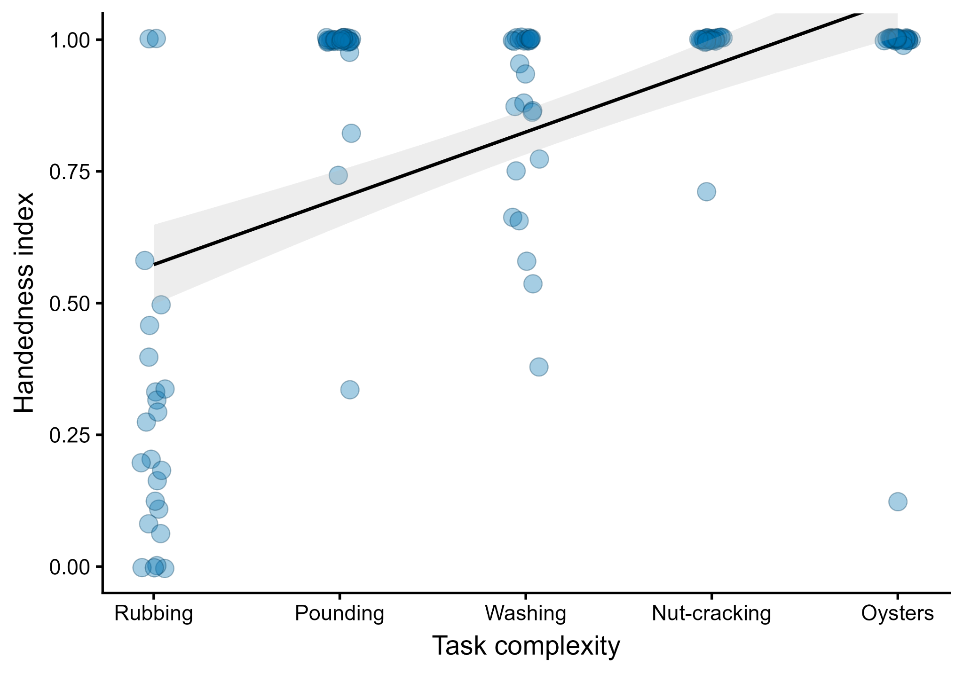 Handedness index
1.00
0.75
0.50
0.25
0.00
Rubbing Pounding Washing Nut-cracking Oysters
Task complexity